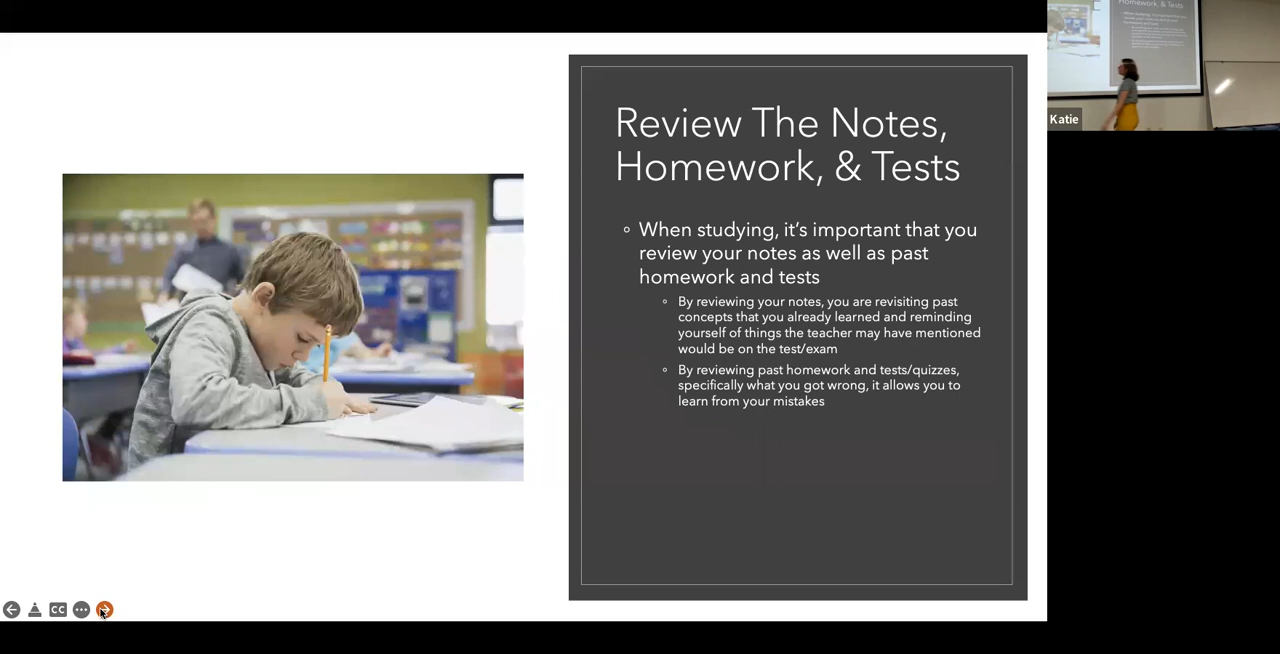 Review The Notes,
Homework, & Tests
When studying, it’s important that you
review your notes as well as past
homework and tests
By reviewing your notes, you are revisiting past
concepts that you already learned and reminding
yourself of things the teacher may have mentioned
would be on the test/exam
By reviewing past homework and tests/quizzes,
specifically what you got wrong, it allows you to
learn from your mistakes
Homework, & Tests
Katie
CC